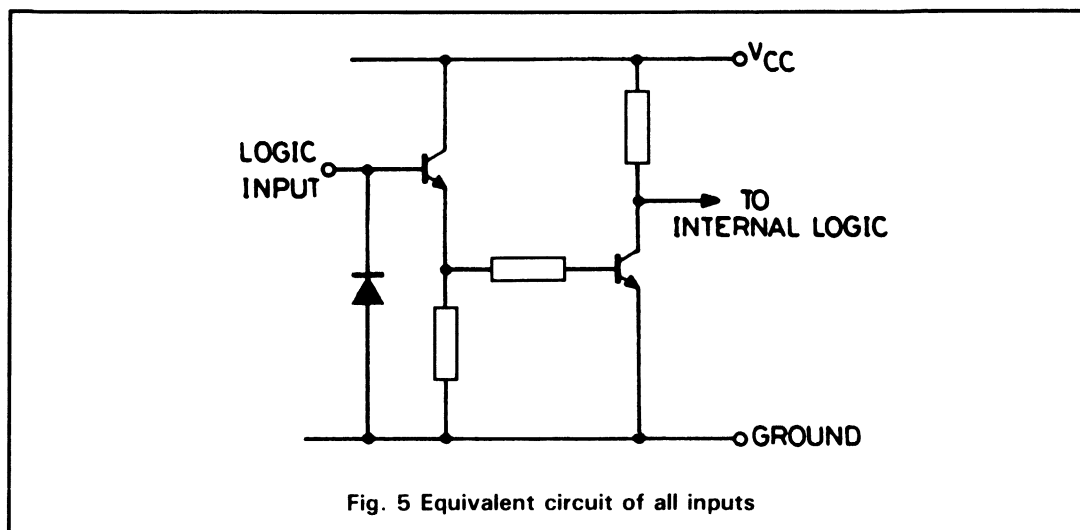 VCC
LOGIC
INPUT
TO
INTERNAL LOGIC
GROUND
Fig. 5 Equivalent circuit of all inputs